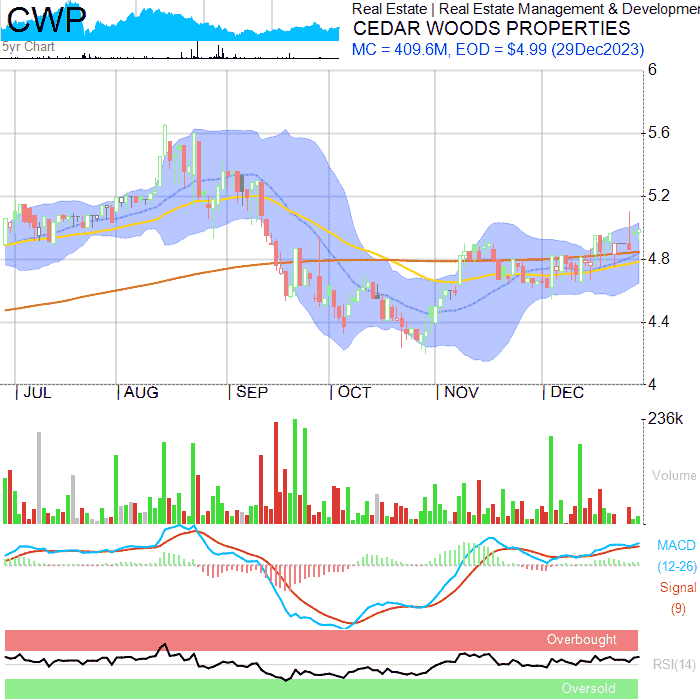 CWP
5yr Chart
Real Estate | Real Estate Management & Developmen
CEDAR WOODS PROPERTIES
MC = 409.6M, EOD = $4.99 (29Dec2023)
6
5.6
5.2
4.8
4.4
4
JUL
AUG
SEP
OCT
NOV
DEC
236k
Volume
MACD
(12-26)
Signal
(9)
Overbought
RSI(14)
Oversold